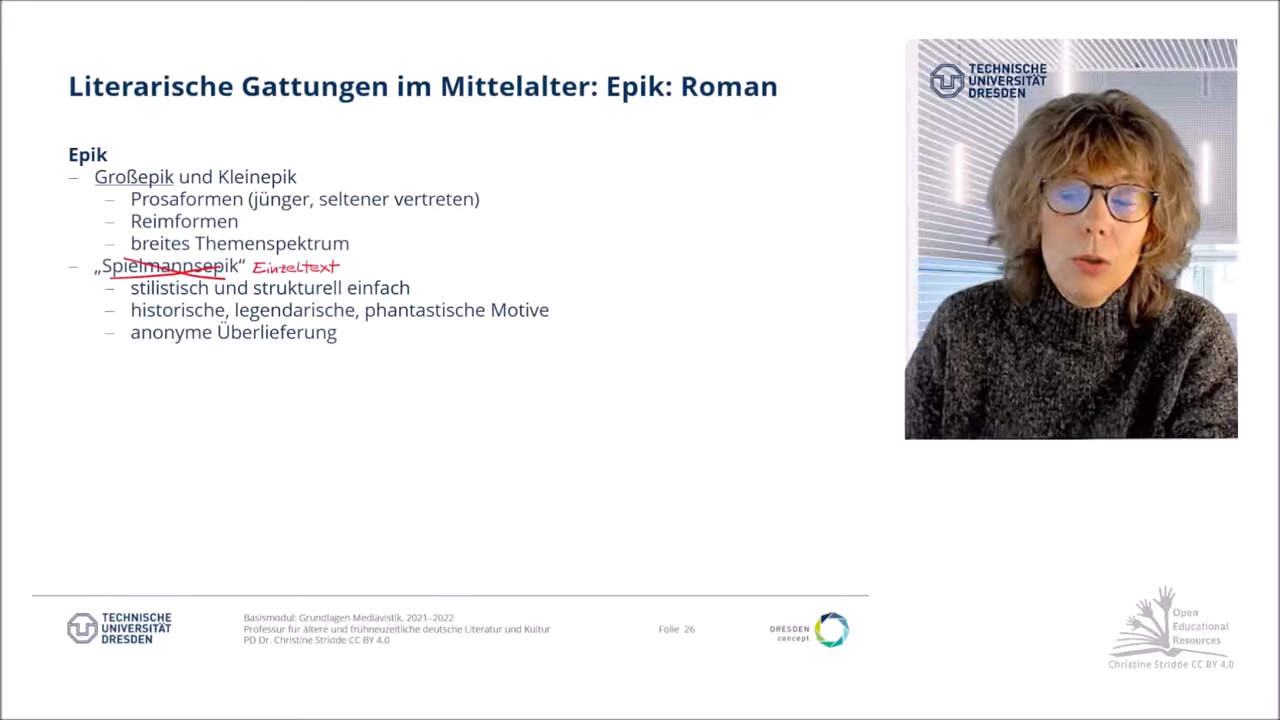 Literarische Gattungen im Mittelalter: Epik: Roman
Epik
– Großepik und Kleinepik
– Prosaformen (jünger, seltener vertreten)
– Reimformen
– breites Themenspektrum
– „Spielmannsepik“ Einzeltext
– stilistisch und strukturell einfach
– historische, legendarische, phantastische Motive
– anonyme Überlieferung
TECHNISCHE
UNIVERSITÄT
DRESDEN
TECHNISCHE
UNIVERSITÄT
DRESDEN
Basismodul: Grundlagen Mediävistik, 2021–2022
Professur für ältere und frühneuzeitliche deutsche Literatur und Kultur
PD Dr. Christine Stridde CC BY 4.0
Folie 26
DRESDEN
concept
Open
Educational
Resources
Christine Stridde CC BY 4.0